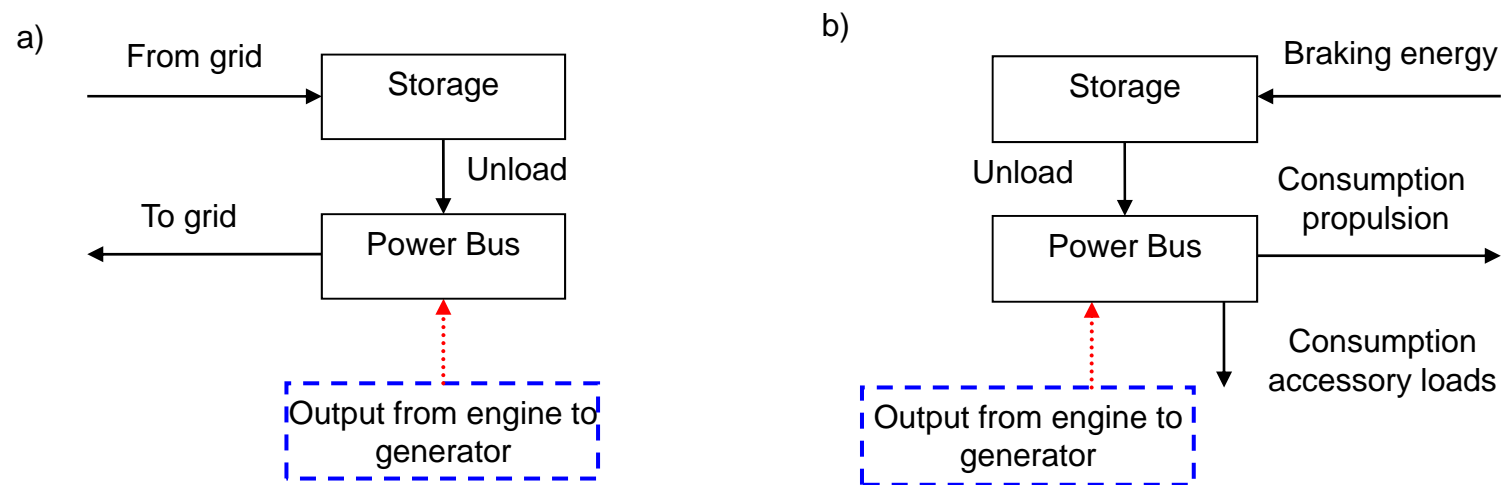 a)
From grid
Storage
Unload
To grid
Power Bus
Output from engine to
generator
b)
Braking energy
Storage
Unload
Consumption
propulsion
Power Bus
Consumption
accessory loads
Output from engine to
generator